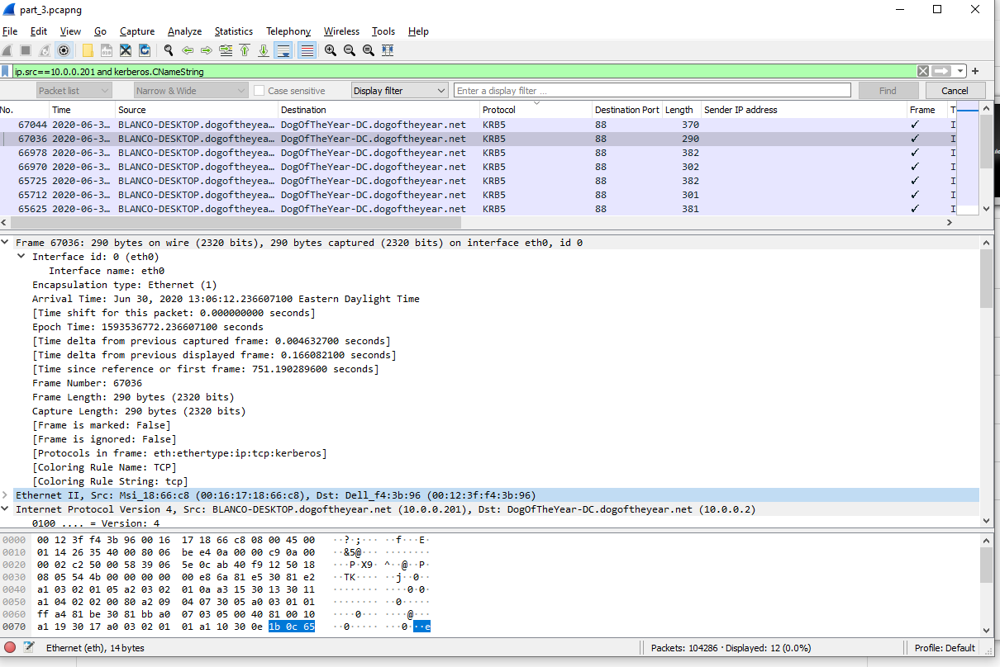 part_3.pcapng
File Edit View Go Capture Analyze Statistics Telephony Wireless Tools Help
ip.src==10.0.0.201 and kerberos.CNameString
Packet list Narrow & Wide Case sensitive Display filter Enter a display filter ... Find Cancel
No. Time Source Destination Protocol Destination Port Length Sender IP address Frame T
67044 2020-06-3… BLANCO-DESKTOP.dogoftheyea… DogOfTheYear-DC.dogoftheyear.net KRB5 88 370 ✓ I
67036 2020-06-3… BLANCO-DESKTOP.dogoftheyea… DogOfTheYear-DC.dogoftheyear.net KRB5 88 290 ✓ I
66978 2020-06-3… BLANCO-DESKTOP.dogoftheyea… DogOfTheYear-DC.dogoftheyear.net KRB5 88 382 ✓ I
66970 2020-06-3… BLANCO-DESKTOP.dogoftheyea… DogOfTheYear-DC.dogoftheyear.net KRB5 88 302 ✓ I
65725 2020-06-3… BLANCO-DESKTOP.dogoftheyea… DogOfTheYear-DC.dogoftheyear.net KRB5 88 382 ✓ I
65712 2020-06-3… BLANCO-DESKTOP.dogoftheyea… DogOfTheYear-DC.dogoftheyear.net KRB5 88 301 ✓ I
65625 2020-06-3… BLANCO-DESKTOP.dogoftheyea… DogOfTheYear-DC.dogoftheyear.net KRB5 88 381 ✓ I
Frame 67036: 290 bytes on wire (2320 bits), 290 bytes captured (2320 bits) on interface eth0, id 0
Interface id: 0 (eth0)
Interface name: eth0
Encapsulation type: Ethernet (1)
Arrival Time: Jun 30, 2020 13:06:12.236607100 Eastern Daylight Time
[Time shift for this packet: 0.000000000 seconds]
Epoch Time: 1593536772.236607100 seconds
[Time delta from previous captured frame: 0.004632700 seconds]
[Time delta from previous displayed frame: 0.166082100 seconds]
[Time since reference or first frame: 751.190289600 seconds]
Frame Number: 67036
Frame Length: 290 bytes (2320 bits)
Capture Length: 290 bytes (2320 bits)
[Frame is marked: False]
[Frame is ignored: False]
[Protocols in frame: eth:ethertype:ip:tcp:kerberos]
[Coloring Rule Name: TCP]
[Coloring Rule String: tcp]
Ethernet II, Src: Msi_18:66:c8 (00:16:17:18:66:c8), Dst: Dell_f4:3b:96 (00:12:3f:f4:3b:96)
Internet Protocol Version 4, Src: BLANCO-DESKTOP.dogoftheyear.net (10.0.0.201), Dst: DogOfTheYear-DC.dogoftheyear.net (10.0.0.2)
0100 .... = Version: 4
0000 00 12 3f f4 3b 96 00 16 17 18 66 c8 08 00 45 00 ··?·;··· ··f···E·
0010 01 14 26 35 40 00 80 06 be e4 0a 00 00 c9 0a 00 ··&5@··· ········
0020 00 02 c2 50 00 58 39 06 5e 0c ab 40 f9 12 50 18 ···P·X9· ^··@··P·
0030 08 05 54 4b 00 00 00 00 00 e8 6a 81 e5 30 81 e2 ··TK···· ··j··0··
0040 a1 03 02 01 05 a2 03 02 01 0a a3 15 30 13 30 11 ········ ····0·0·
0050 a1 04 02 02 00 80 a2 09 04 07 30 05 a0 03 01 01 ········ ··0·····
0060 ff a4 81 be 30 81 bb a0 07 03 05 00 40 81 00 10 ····0··· ····@···
0070 a1 19 30 17 a0 03 02 01 01 a1 10 30 0e 1b 0c 65 ··0····· ···0···e
Ethernet (eth), 14 bytes Packets: 104286 · Displayed: 12 (0.0%) Profile: Default